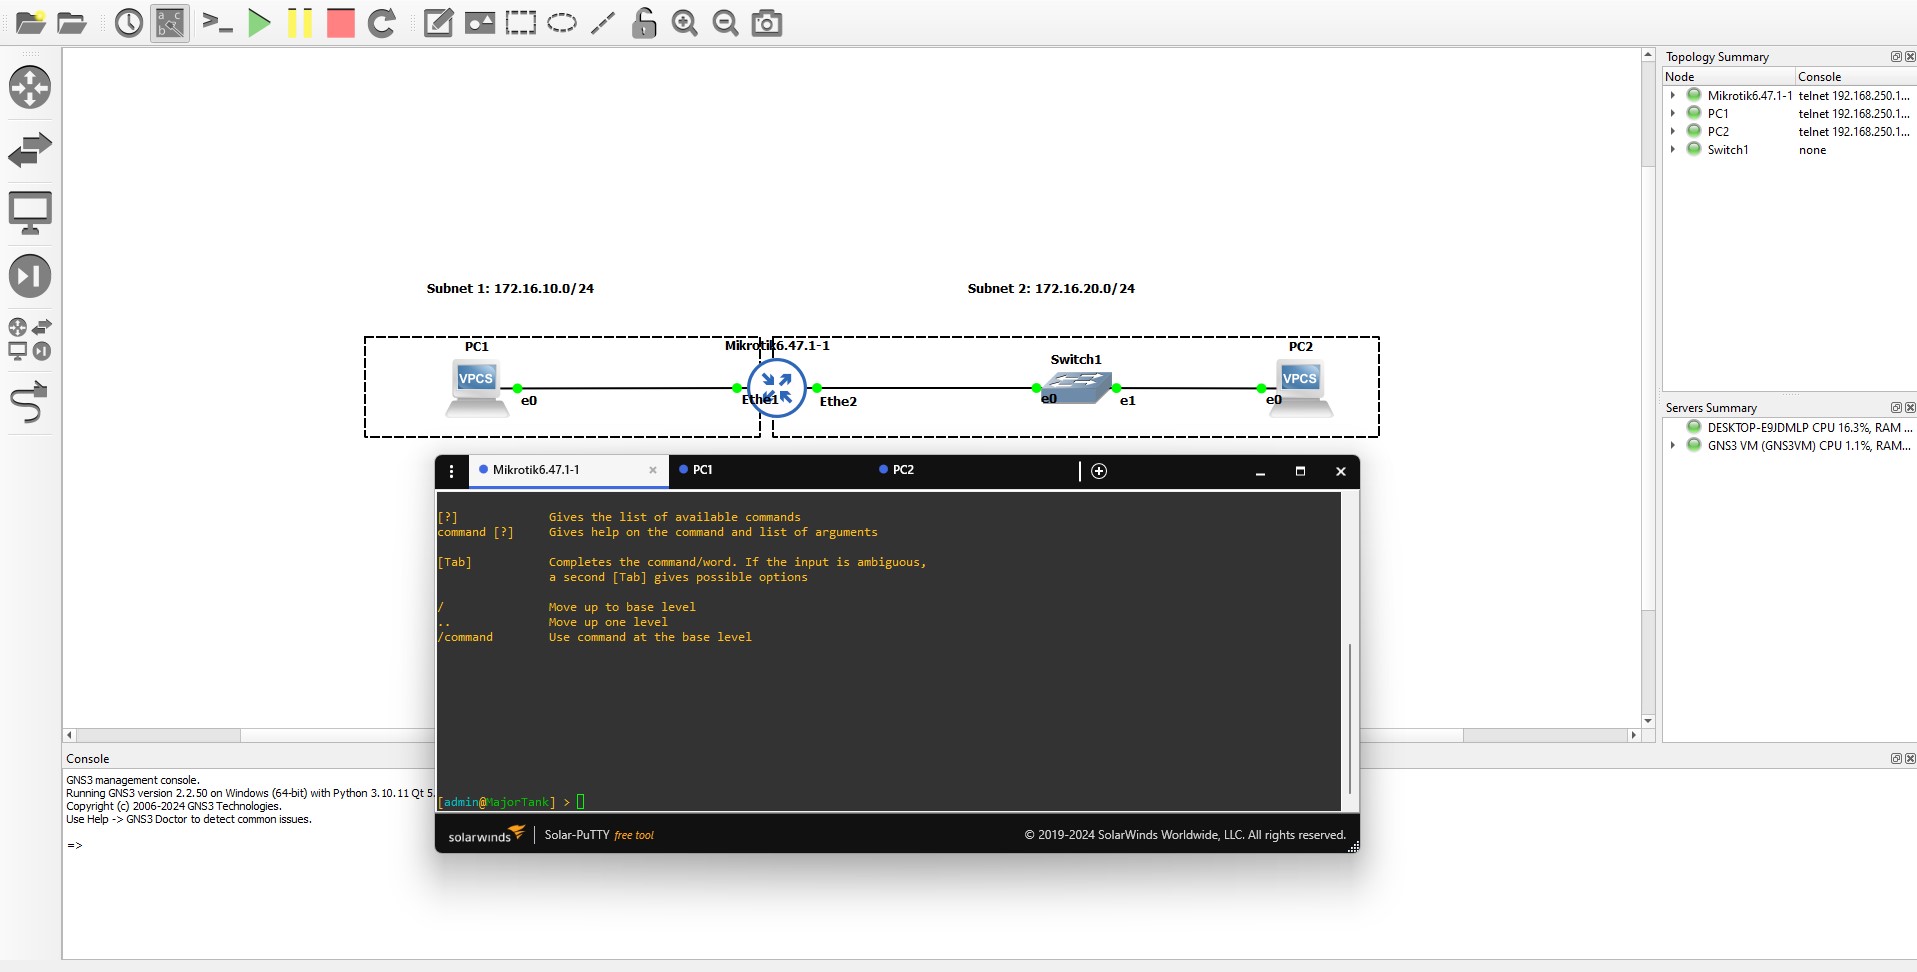 Topology Summary
Node Console
Mikrotik6.47.1-1 telnet 192.168.250.1...
PC1 telnet 192.168.250.1...
PC2 telnet 192.168.250.1...
Switch1 none
Subnet 1: 172.16.10.0/24
Subnet 2: 172.16.20.0/24
PC1
Mikrotik6.47.1-1
Switch1
PC2
VPCS
VPCS
e0
Ethe1
Ethe2
e0
e1
e0
Servers Summary
DESKTOP-E9JDMLP CPU 16.3%, RAM ...
GNS3 VM (GNS3VM) CPU 1.1%, RAM...
Mikrotik6.47.1-1
PC1
PC2
[?] Gives the list of available commands
command [?] Gives help on the command and list of arguments
[Tab] Completes the command/word. If the input is ambiguous,
a second [Tab] gives possible options
/ Move up to base level
.. Move up one level
/command Use command at the base level
[admin@MajorTank] >
solarwinds Solar-PuTTY free tool © 2019-2024 SolarWinds Worldwide, LLC. All rights reserved.
Console
GNS3 management console.
Running GNS3 version 2.2.50 on Windows (64-bit) with Python 3.10.11 Qt 5.
Copyright (c) 2006-2024 GNS3 Technologies.
Use Help -> GNS3 Doctor to detect common issues.
=>